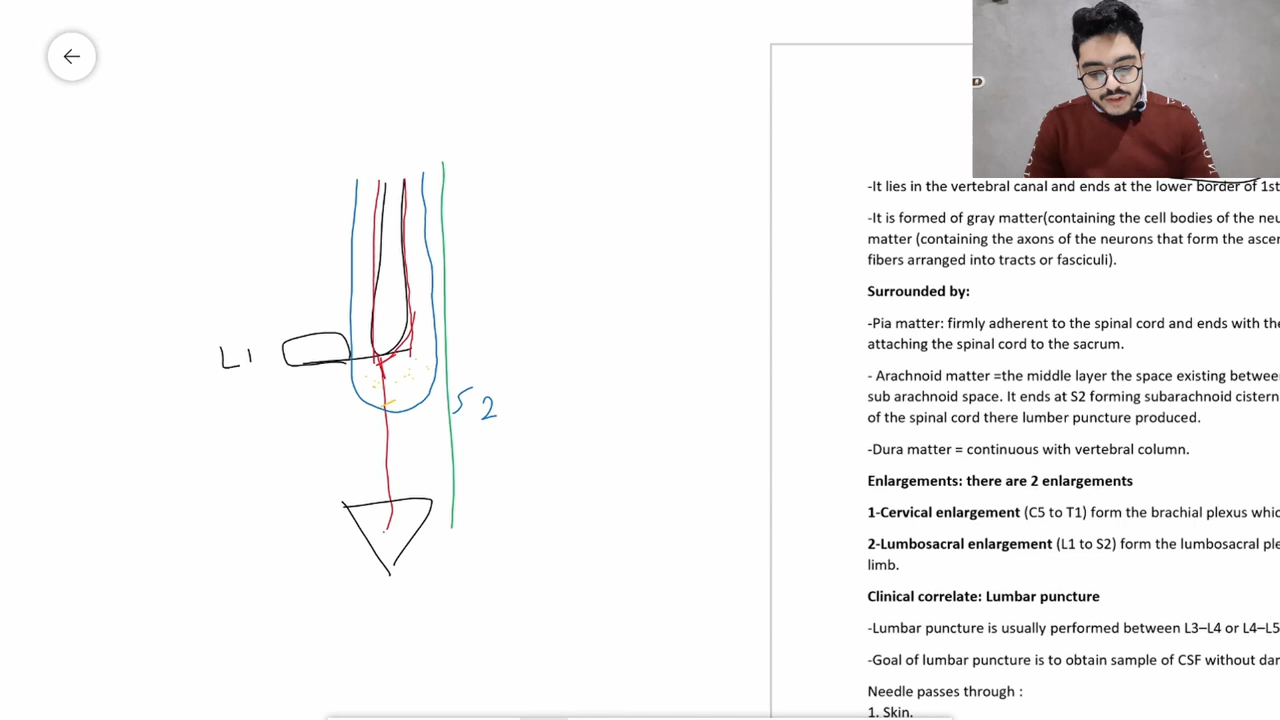 L1
S2
-It lies in the vertebral canal and ends at the lower border of 1st
-It is formed of gray matter(containing the cell bodies of the neu
matter (containing the axons of the neurons that form the ascen
fibers arranged into tracts or fasciculi).
Surrounded by:
-Pia matter: firmly adherent to the spinal cord and ends with the
attaching the spinal cord to the sacrum.
- Arachnoid matter =the middle layer the space existing between
sub arachnoid space. It ends at S2 forming subarachnoid cistern
of the spinal cord there lumber puncture produced.
-Dura matter = continuous with vertebral column.
Enlargements: there are 2 enlargements
1-Cervical enlargement (C5 to T1) form the brachial plexus whic
2-Lumbosacral enlargement (L1 to S2) form the lumbosacral ple
limb.
Clinical correlate: Lumbar puncture
-Lumbar puncture is usually performed between L3–L4 or L4–L5
-Goal of lumbar puncture is to obtain sample of CSF without dam
Needle passes through :
1. Skin.